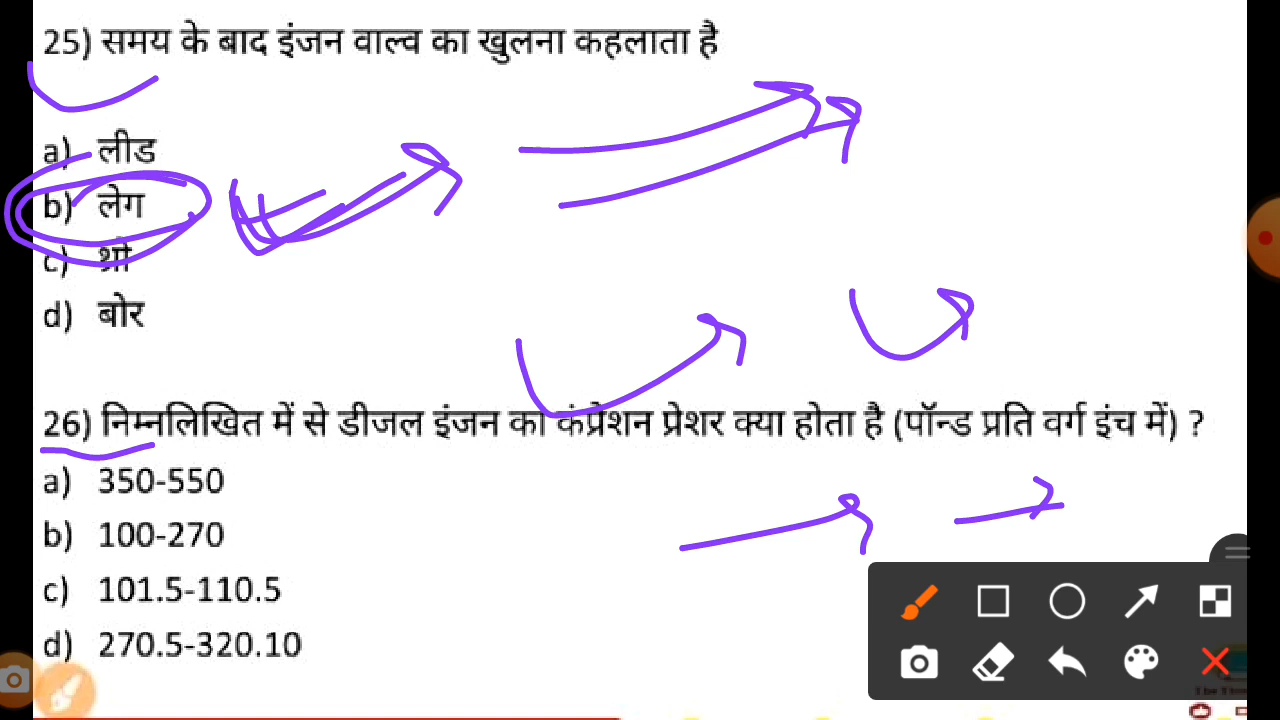 25) समय के बाद इंजन वाल्व का खुलना कहलाता है
a) लीड
b) लेग
c) थ्रो
d) बोर
26) निम्नलिखित में से डीजल इंजन का कंप्रेशन प्रेशर क्या होता है (पॉन्ड प्रति वर्ग इंच में) ?
a) 350-550
b) 100-270
c) 101.5-110.5
d) 270.5-320.10